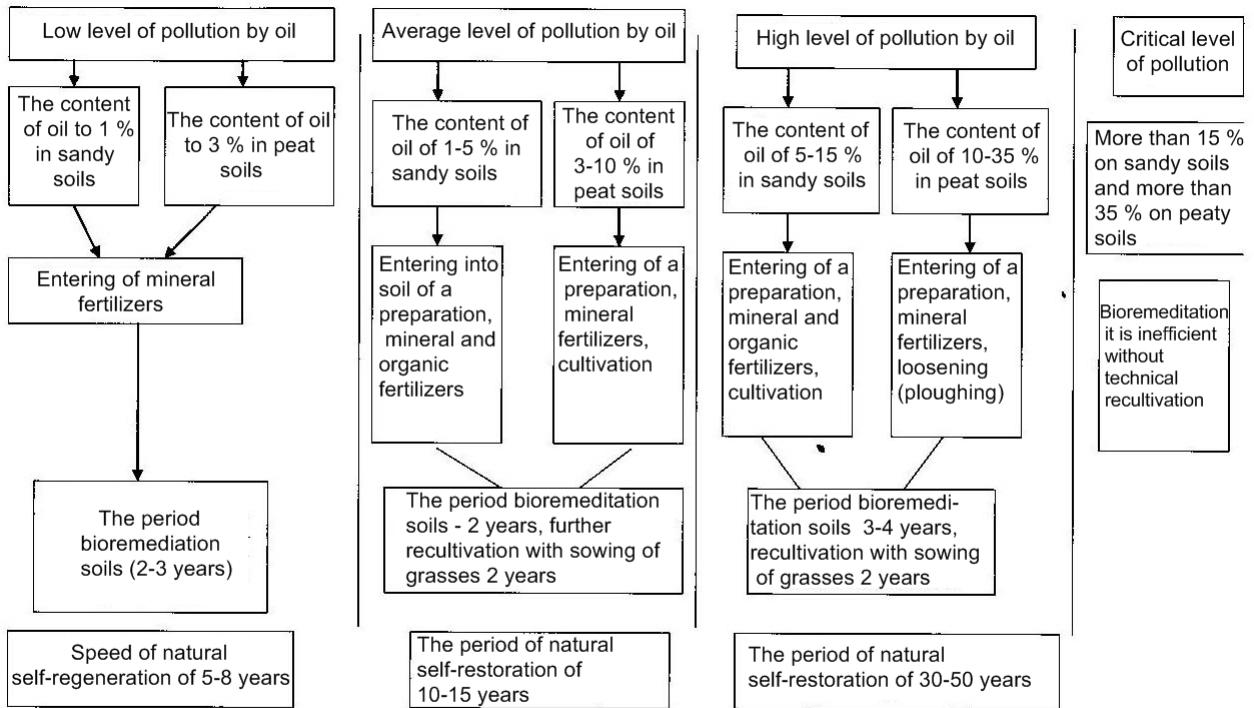 Low level of pollution by oil
The content
of oil to 1 %
in sandy
soils
The content of oil
to 3 % in peat
soils
Entering of mineral
fertilizers
The period
bioremediation
soils (2-3 years)
Speed of natural
self-regeneration of 5-8 years
Average level of pollution by oil
The content of
oil of 1-5 % in
sandy soils
The content
of oil of
3-10 % in
peat soils
Entering into
soil of a
preparation,
mineral and
organic
fertilizers
Entering of a
preparation,
mineral
fertilizers,
cultivation
The period bioremeditation
soils - 2 years, further
recultivation with sowing of
grasses 2 years
The period of natural
self-restoration of
10-15 years
High level of pollution by oil
The content of
oil of 5-15 %
in sandy soils
The content
of oil of 10-35 %
in peat soils
Entering of a
preparation,
mineral and
organic
fertilizers,
cultivation
Entering of a
preparation,
mineral
fertilizers,
loosening
(ploughing)
The period bioremedi-
tation soils 3-4 years,
recultivation with sowing
of grasses 2 years
The period of natural
self-restoration of 30-50 years
Critical level
of pollution
More than 15 %
on sandy soils
and more than
35 % on peaty
soils
Bioremeditation
it is inefficient
without
technical
recultivation